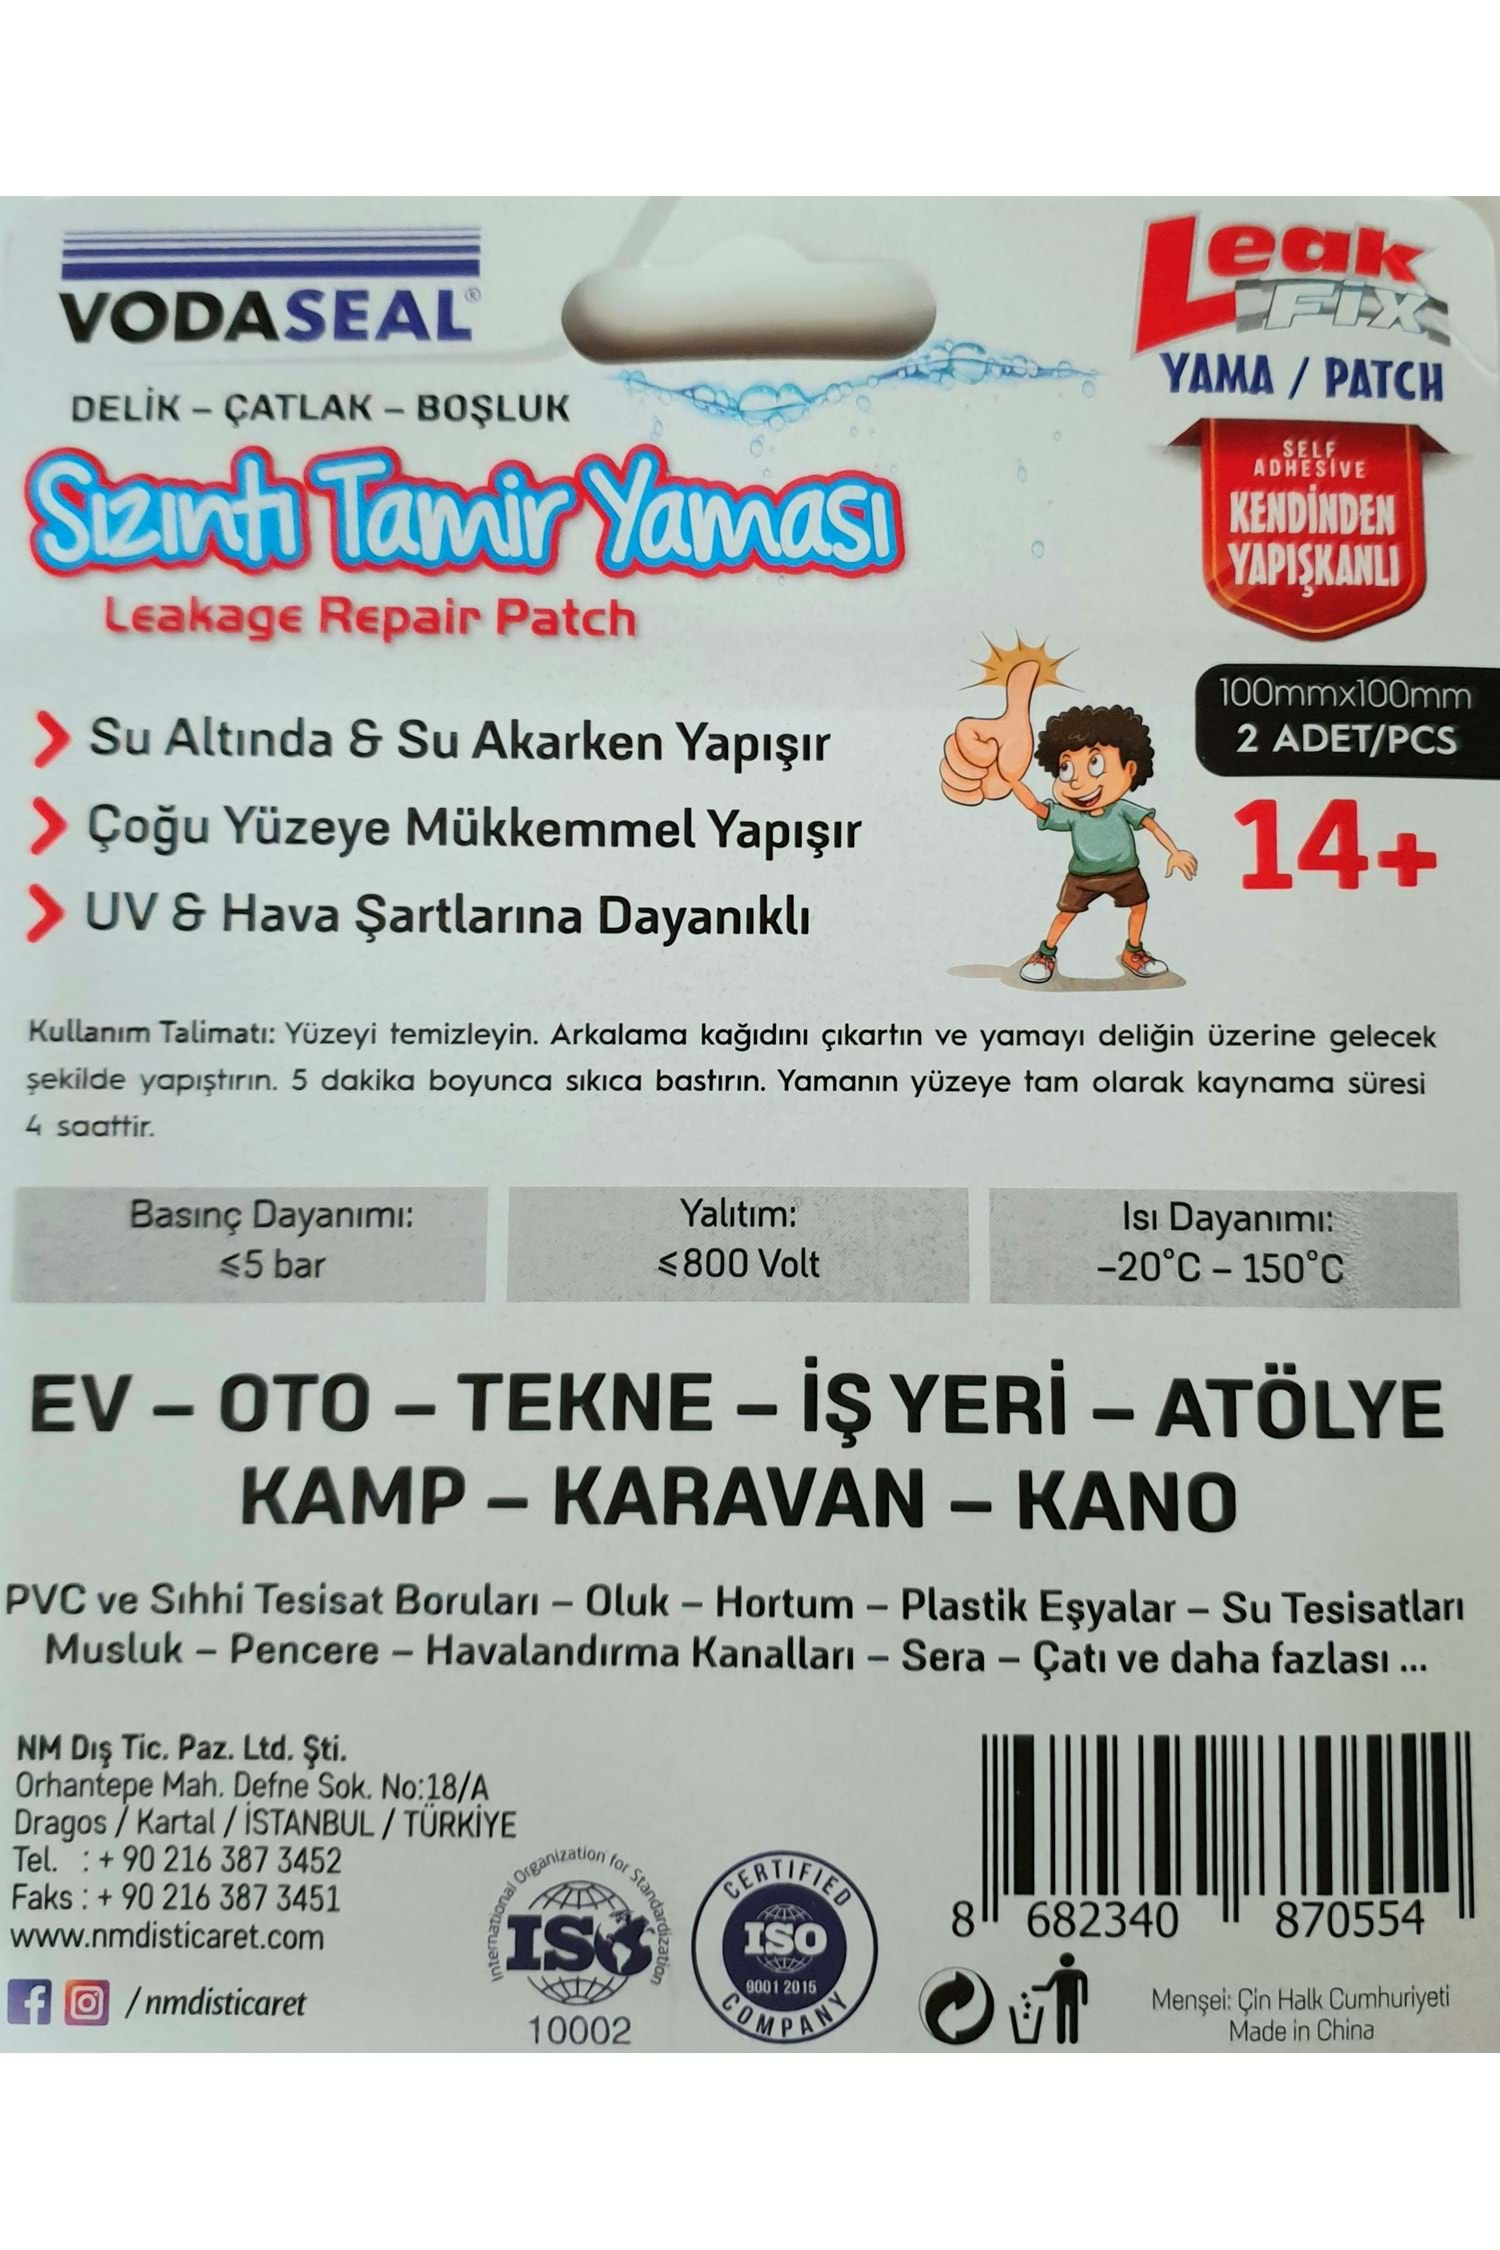 VODASEAL®
DELİK – ÇATLAK – BOŞLUK
Sızıntı Tamir Yaması
Leakage Repair Patch
Leak
FİX
YAMA / PATCH
SELF
ADHESİVE
KENDİNDEN
YAPIŞKANLI
100mmx100mm
2 ADET/PCS
14+
Su Altında & Su Akarken Yapışır
Çoğu Yüzeye Mükkemmel Yapışır
UV & Hava Şartlarına Dayanıklı
Kullanım Talimatı: Yüzeyi temizleyin. Arkalama kağıdını çıkartın ve yamayı deliğin üzerine gelecek
şekilde yapıştırın. 5 dakika boyunca sıkıca bastırın. Yamanın yüzeye tam olarak kaynama süresi
4 saattir.
Basınç Dayanımı:
≤5 bar
Yalıtım:
≤800 Volt
Isı Dayanımı:
–20°C – 150°C
EV – OTO – TEKNE – İŞ YERİ – ATÖLYE
KAMP – KARAVAN – KANO
PVC ve Sıhhi Tesisat Boruları – Oluk – Hortum – Plastik Eşyalar – Su Tesisatları
Musluk – Pencere – Havalandırma Kanalları – Sera – Çatı ve daha fazlası ...
NM Dış Tic. Paz. Ltd. Şti.
Orhantepe Mah. Defne Sok. No:18/A
Dragos / Kartal / İSTANBUL / TÜRKİYE
Tel. : + 90 216 387 3452
Faks : + 90 216 387 3451
www.nmdisticaret.com
/nmdisticaret
International Organization for Standardization
ISO
10002
CERTIFIED
ISO
9001 2015
COMPANY
8 682340 870554
Menşei: Çin Halk Cumhuriyeti
Made in China